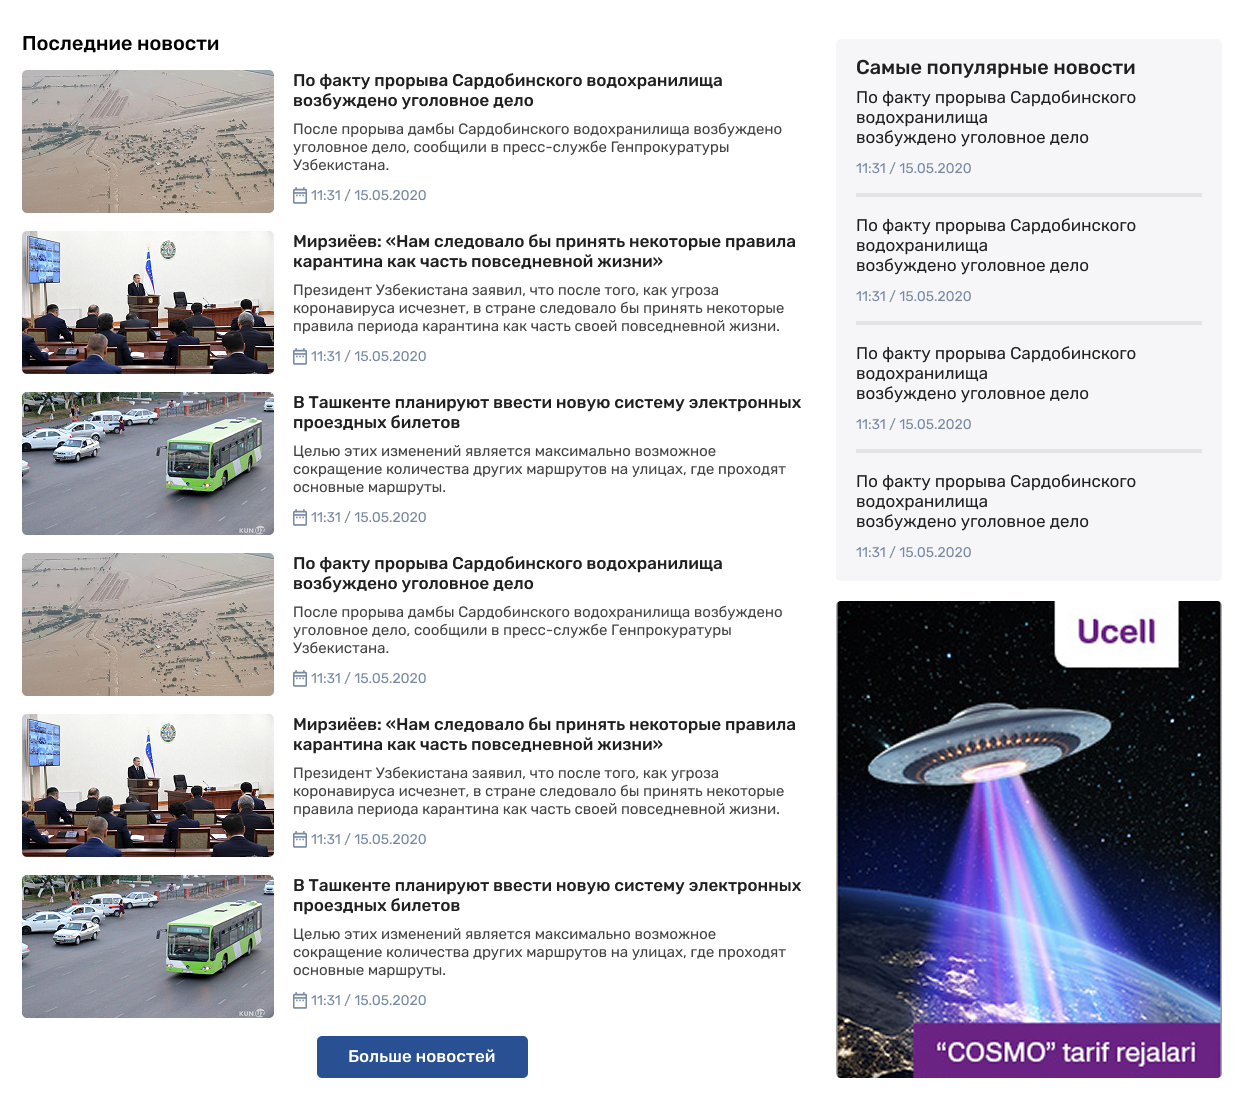 Последние новости
По факту прорыва Сардобинского водохранилища
возбуждено уголовное дело
После прорыва дамбы Сардобинского водохранилища возбуждено
уголовное дело, сообщили в пресс-службе Генпрокуратуры
Узбекистана.
11:31 / 15.05.2020
Мирзиёев: «Нам следовало бы принять некоторые правила
карантина как часть повседневной жизни»
Президент Узбекистана заявил, что после того, как угроза
коронавируса исчезнет, в стране следовало бы принять некоторые
правила периода карантина как часть своей повседневной жизни.
11:31 / 15.05.2020
В Ташкенте планируют ввести новую систему электронных
проездных билетов
Целью этих изменений является максимально возможное
сокращение количества других маршрутов на улицах, где проходят
основные маршруты.
11:31 / 15.05.2020
KUN.UZ
По факту прорыва Сардобинского водохранилища
возбуждено уголовное дело
После прорыва дамбы Сардобинского водохранилища возбуждено
уголовное дело, сообщили в пресс-службе Генпрокуратуры
Узбекистана.
11:31 / 15.05.2020
Мирзиёев: «Нам следовало бы принять некоторые правила
карантина как часть повседневной жизни»
Президент Узбекистана заявил, что после того, как угроза
коронавируса исчезнет, в стране следовало бы принять некоторые
правила периода карантина как часть своей повседневной жизни.
11:31 / 15.05.2020
В Ташкенте планируют ввести новую систему электронных
проездных билетов
Целью этих изменений является максимально возможное
сокращение количества других маршрутов на улицах, где проходят
основные маршруты.
11:31 / 15.05.2020
KUN.UZ
Больше новостей
Самые популярные новости
По факту прорыва Сардобинского
водохранилища
возбуждено уголовное дело
11:31 / 15.05.2020
По факту прорыва Сардобинского
водохранилища
возбуждено уголовное дело
11:31 / 15.05.2020
По факту прорыва Сардобинского
водохранилища
возбуждено уголовное дело
11:31 / 15.05.2020
По факту прорыва Сардобинского
водохранилища
возбуждено уголовное дело
11:31 / 15.05.2020
Ucell
“COSMO” tarif rejalari